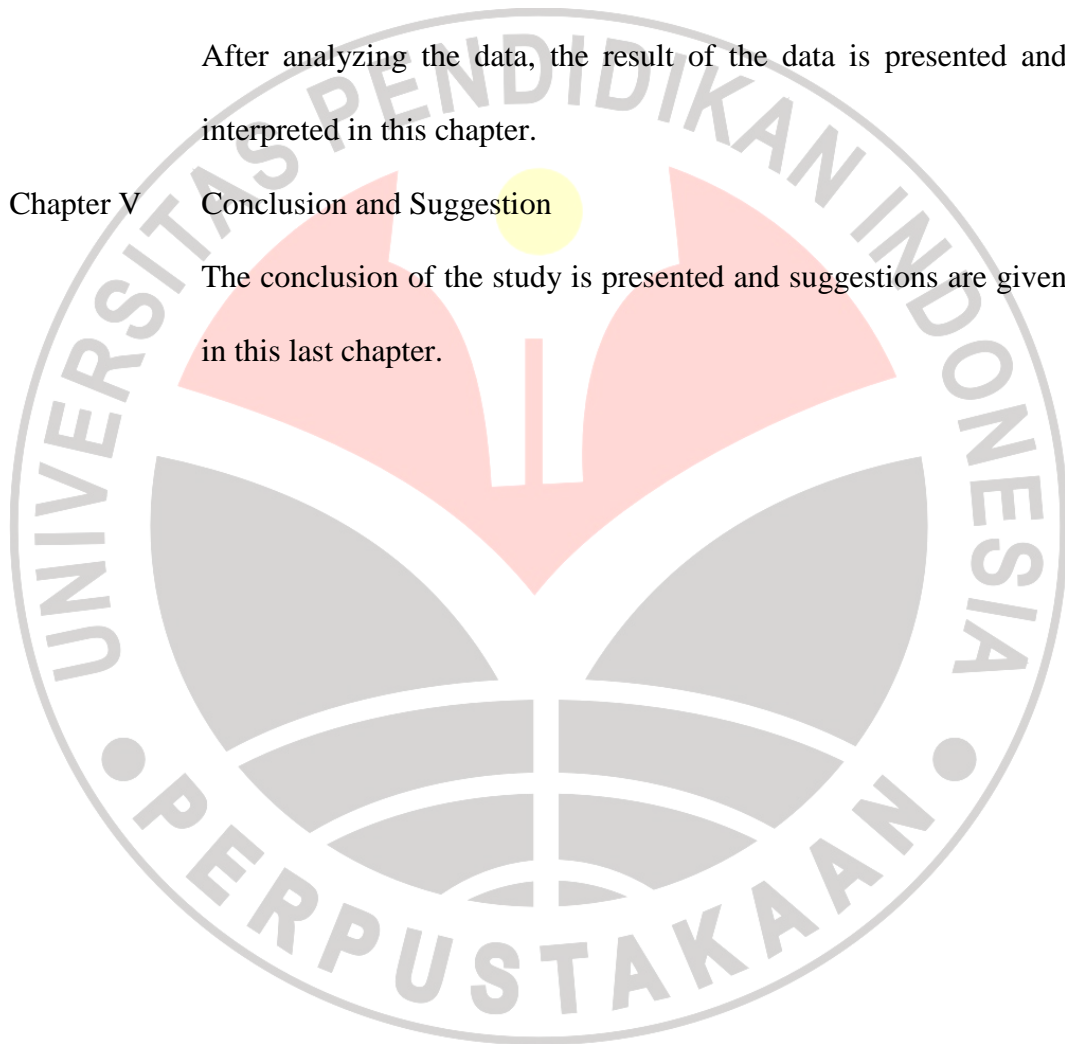 After analyzing the data, the result of the data is presented and
interpreted in this chapter.
Chapter V Conclusion and Suggestion
The conclusion of the study is presented and suggestions are given
in this last chapter.
UNIVERSITAS PENDIDIKAN INDONESIA
PERPUSTAKAAN